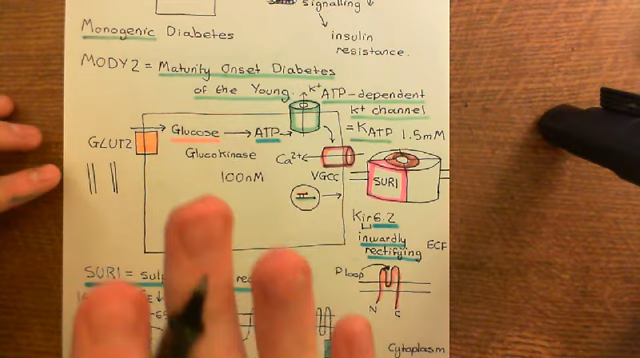 signalling ↓
insulin
resistance.
Monogenic Diabetes
MODY2 = Maturity Onset Diabetes
of the Young.
K+ ATP-dependent
K+ channel
= KATP 1.5mM
GLUT2
Glucose → ATP →
Glucokinase
100nM
Ca2+
VGCC
SUR1
Kir6.2
inwardly
rectifying
ECF
P loop
N C
Cytoplasm
SUR1 = sulp